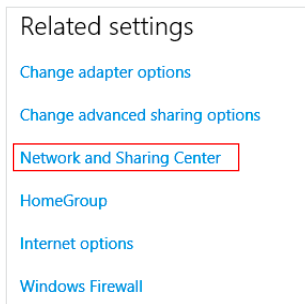 Related settings
Change adapter options
Change advanced sharing options
Network and Sharing Center
HomeGroup
Internet options
Windows Firewall